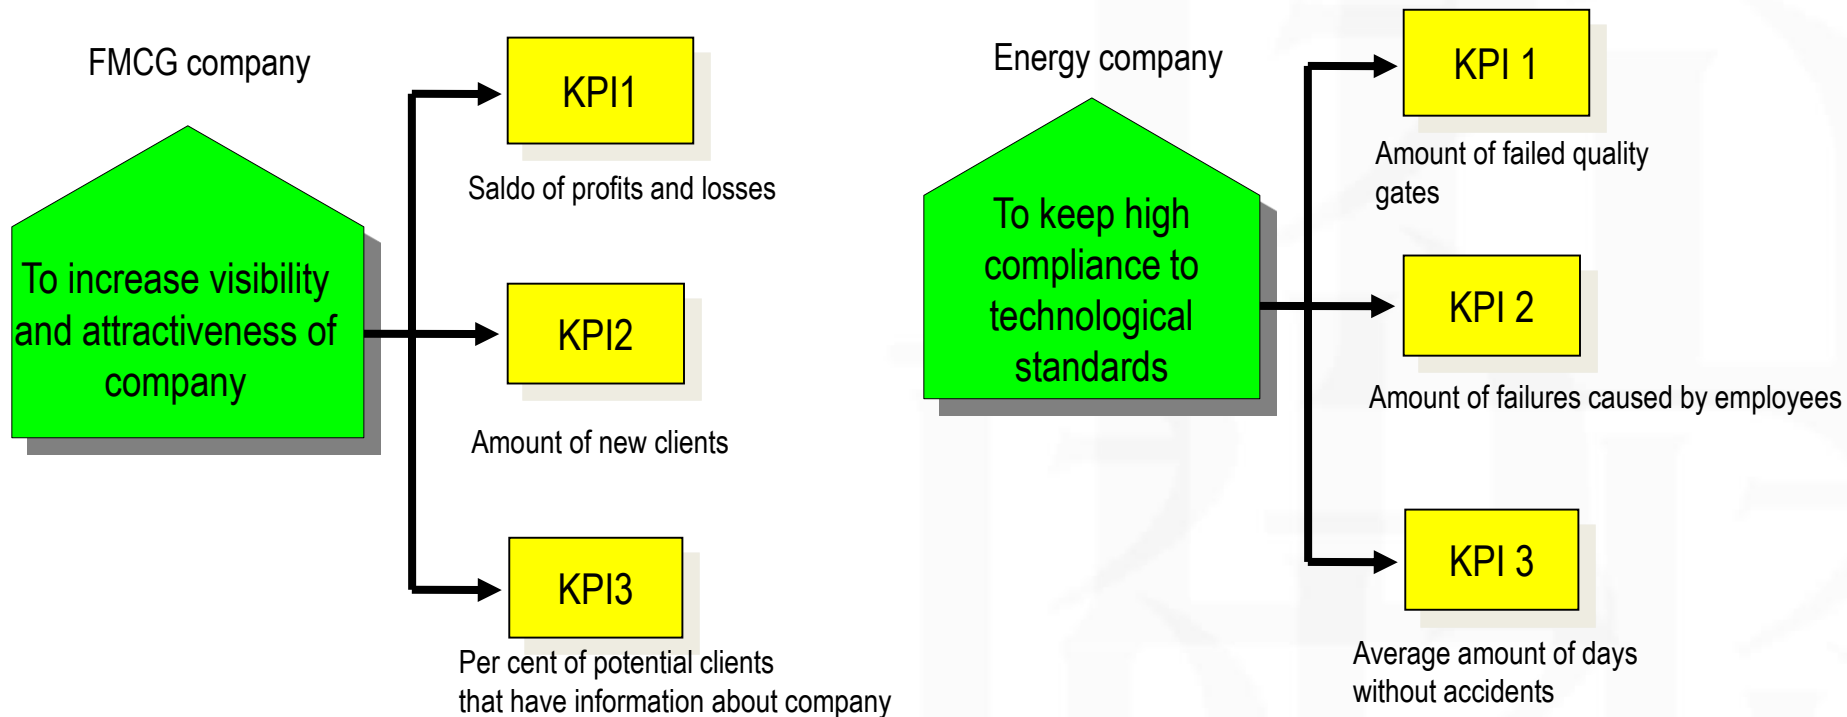 FMCG company
To increase visibility
and attractiveness of
company
KPI1
Saldo of profits and losses
KPI2
Amount of new clients
KPI3
Per cent of potential clients
that have information about company
Energy company
To keep high
compliance to
technological
standards
KPI 1
Amount of failed quality
gates
KPI 2
Amount of failures caused by employees
KPI 3
Average amount of days
without accidents